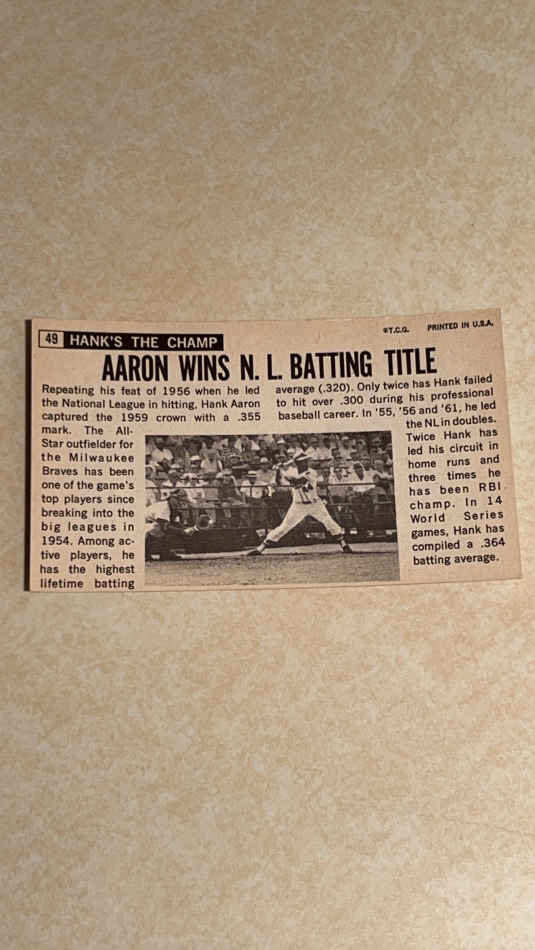 49 HANK'S THE CHAMP
©T.C.G. PRINTED IN U.S.A.
AARON WINS N. L. BATTING TITLE
Repeating his feat of 1956 when he led
the National League in hitting, Hank Aaron
captured the 1959 crown with a .355
mark. The All-
Star outfielder for
the Milwaukee
Braves has been
one of the game's
top players since
breaking into the
big leagues in
1954. Among ac-
tive players, he
has the highest
lifetime batting
average (.320). Only twice has Hank failed
to hit over .300 during his professional
baseball career. In '55, '56 and '61, he led
the NL in doubles.
Twice Hank has
led his circuit in
home runs and
three times he
has been RBI
champ. In 14
World Series
games, Hank has
compiled a .364
batting average.